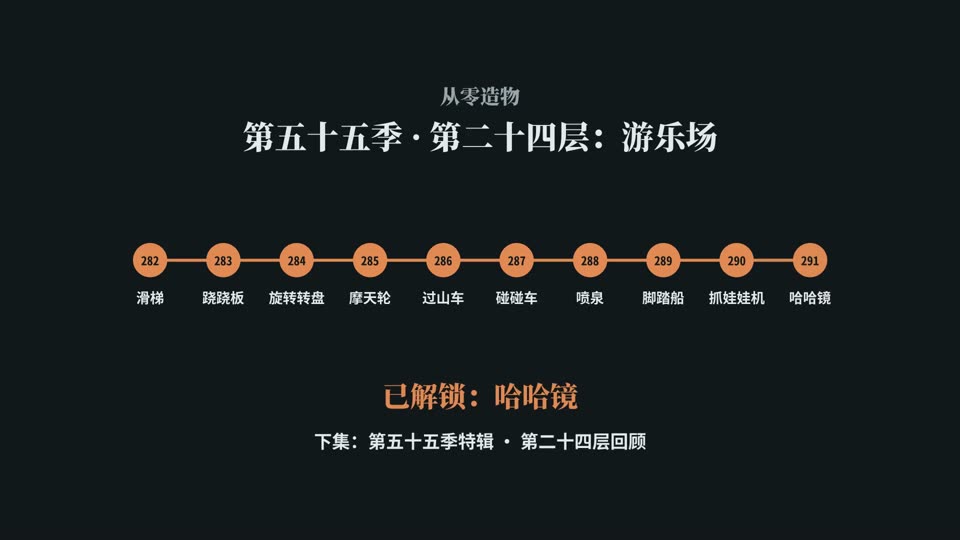 从零造物
第五十五季 · 第二十四层：游乐场
282 283 284 285 286 287 288 289 290 291
滑梯 跷跷板 旋转转盘 摩天轮 过山车 碰碰车 喷泉 脚踏船 抓娃娃机 哈哈镜
已解锁：哈哈镜
下集：第五十五季特辑 · 第二十四层回顾